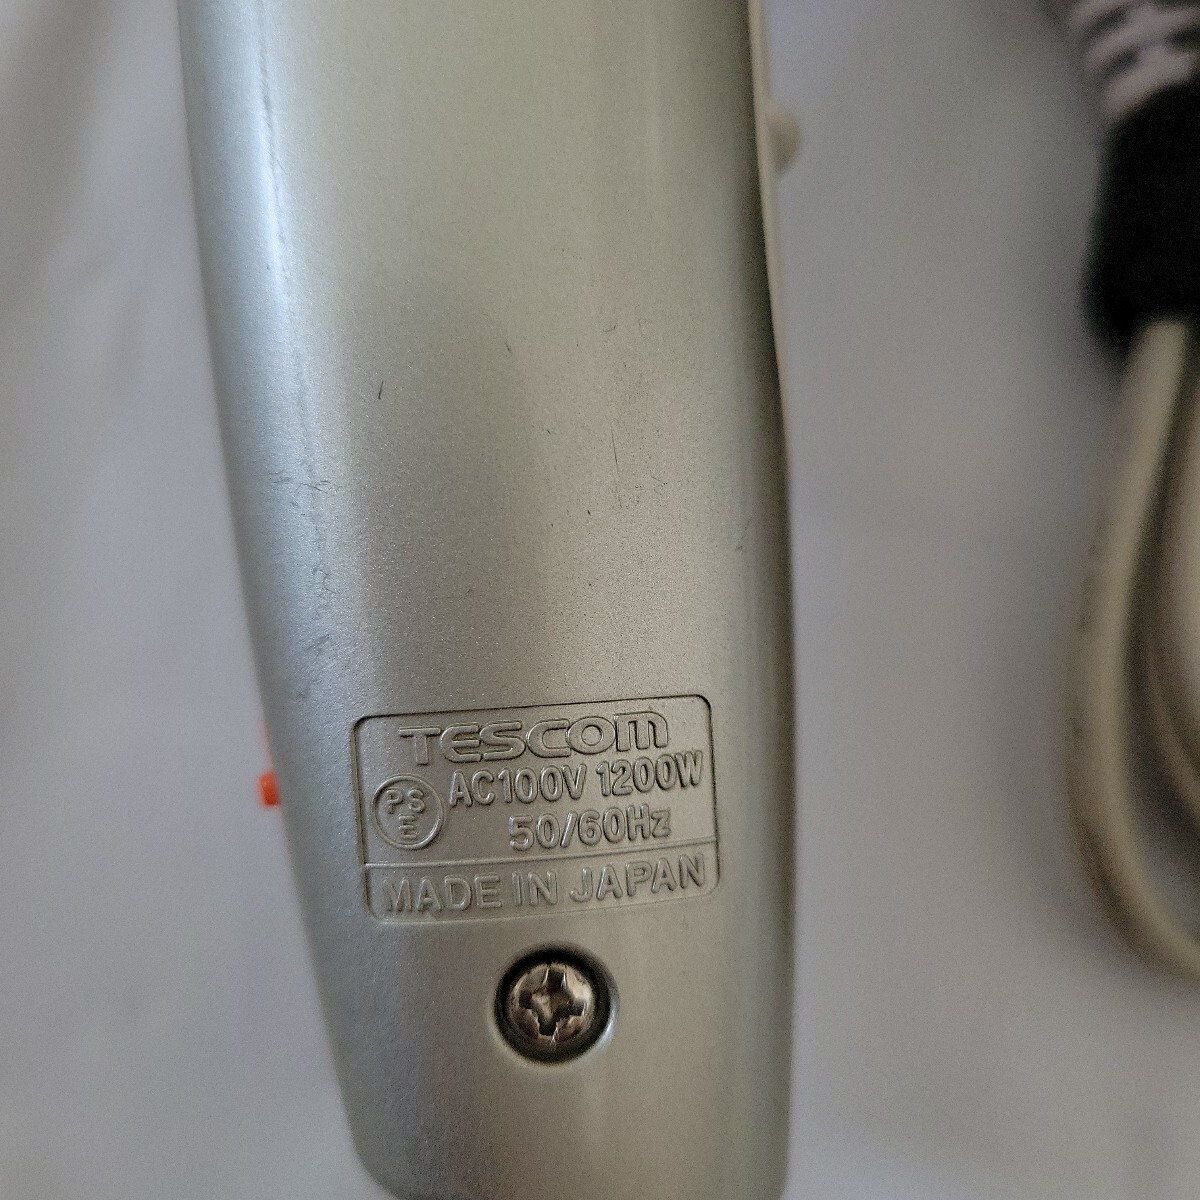 TESCOM
PS
E
AC100V 1200W
50/60Hz
MADE IN JAPAN